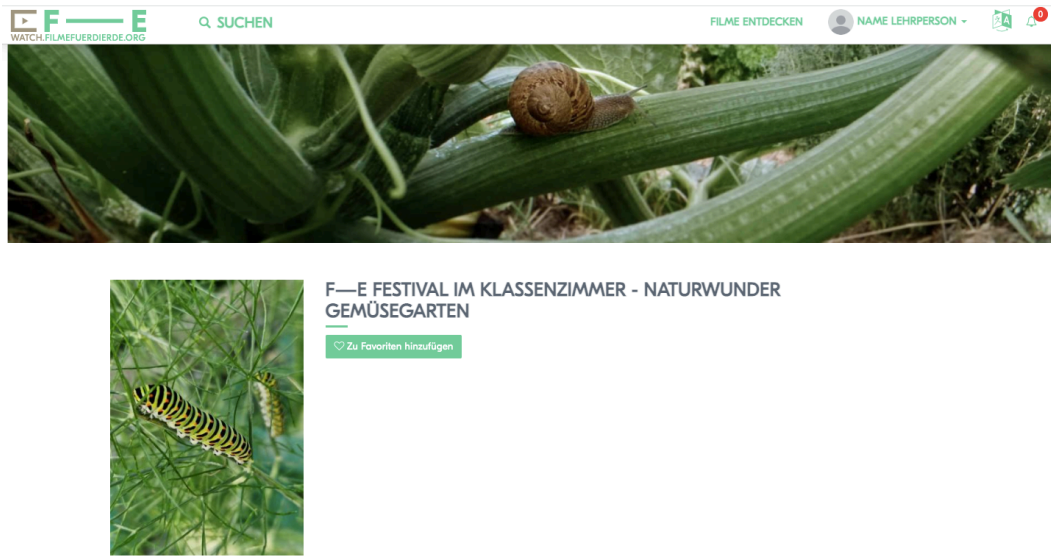 F—E
WATCH.FILMEFUERDIERDE.ORG
SUCHEN
FILME ENTDECKEN
NAME LEHRPERSON
A
0
F—E FESTIVAL IM KLASSENZIMMER - NATURWUNDER
GEMÜSEGARTEN
Zu Favoriten hinzufügen